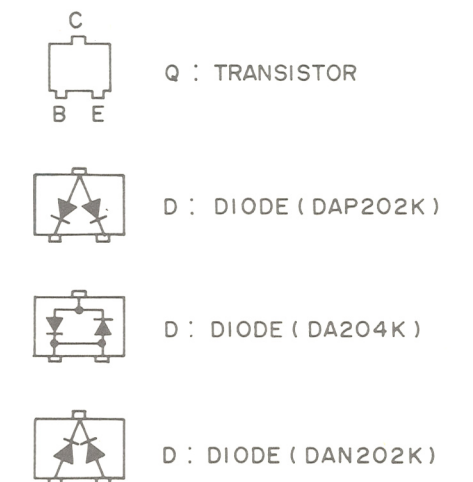 C
Q : TRANSISTOR
B E
D : DIODE ( DAP202K )
D : DIODE ( DA204K )
D : DIODE ( DAN202K )